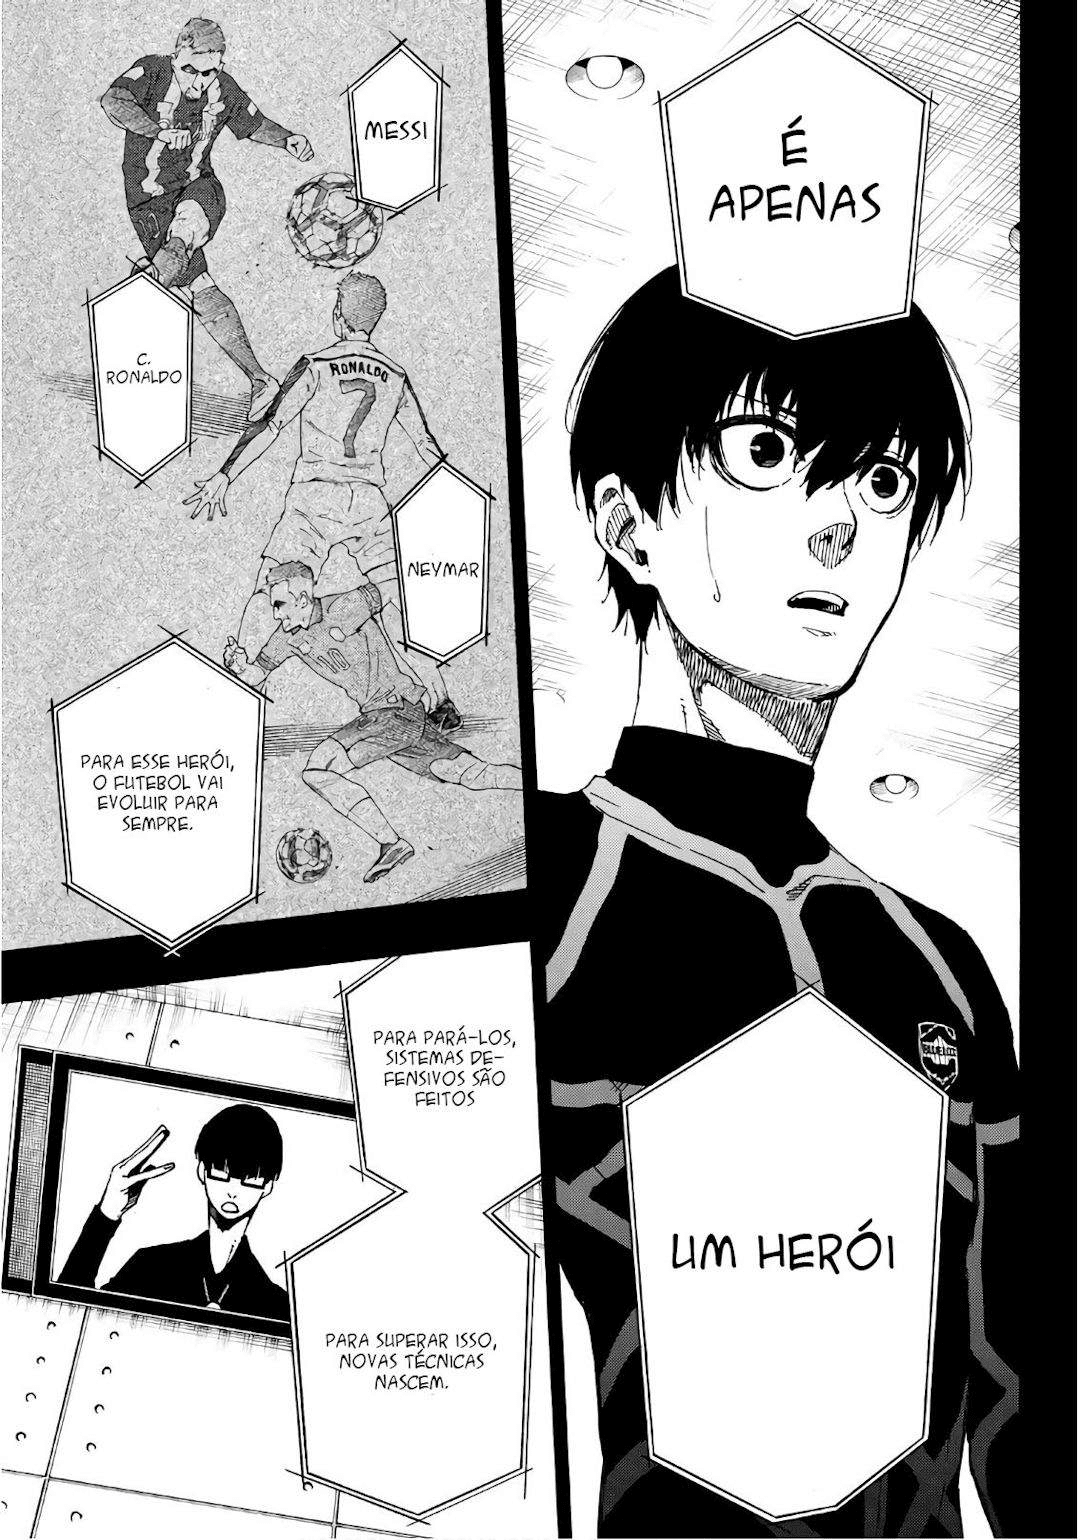 É
APENAS
UM HERÓI
MESSI
C.
RONALDO
RONALDO
7
NEYMAR
10
PARA ESSE HERÓI,
O FUTEBOL VAI
EVOLUIR PARA
SEMPRE.
PARA PARÁ-LOS,
SISTEMAS DE-
FENSIVOS SÃO
FEITOS
PARA SUPERAR ISSO,
NOVAS TÉCNICAS
NASCEM.